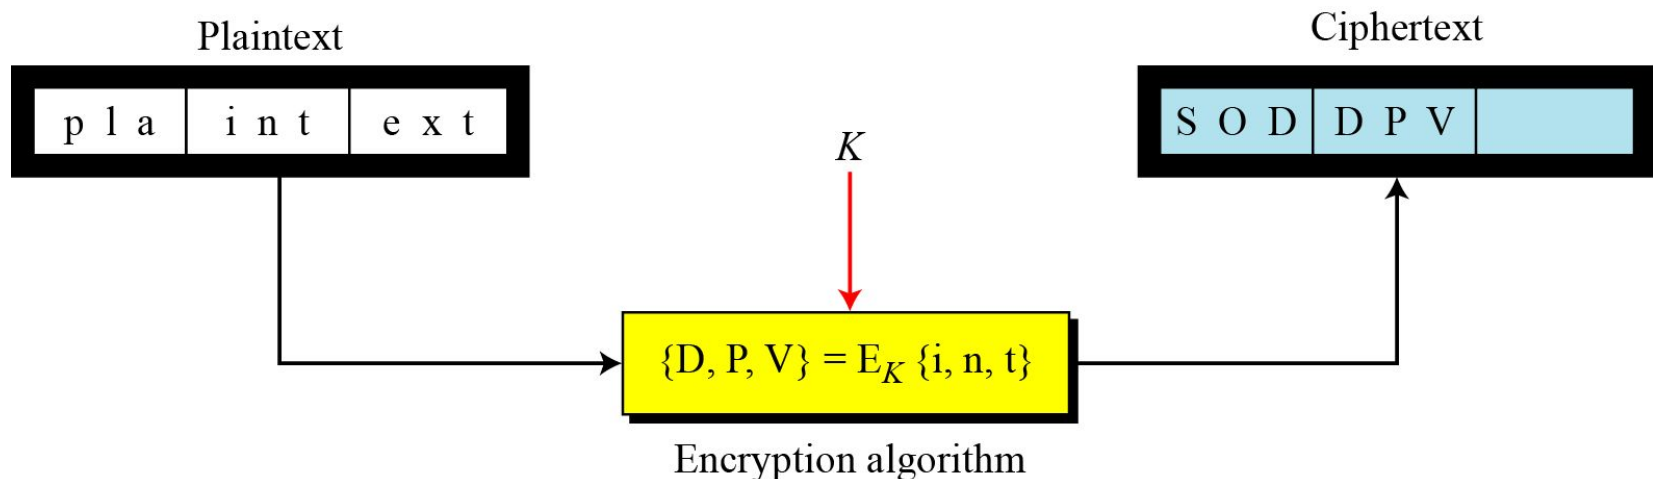 Plaintext
Ciphertext
p l a i n t e x t
S O D D P V
K
{D, P, V} = E_K {i, n, t}
Encryption algorithm